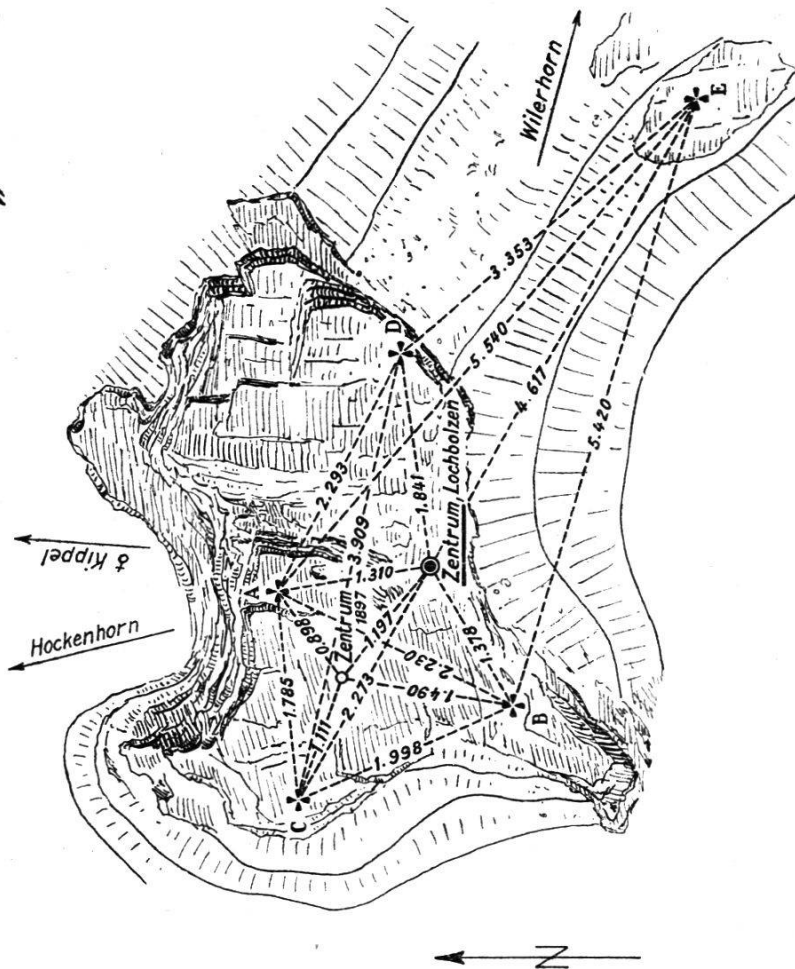 Wilerhorn
♁ Kippel
Hockenhorn
E
3.353
D
5.540
4.617
5.420
2.293
3.909
1.841
Zentrum Lochbolzen
A
1.310
0.898
Zentrum
1897
1.197
1.785
1.111
2.273
2.230
1.490
1.378
B
1.998
C
N